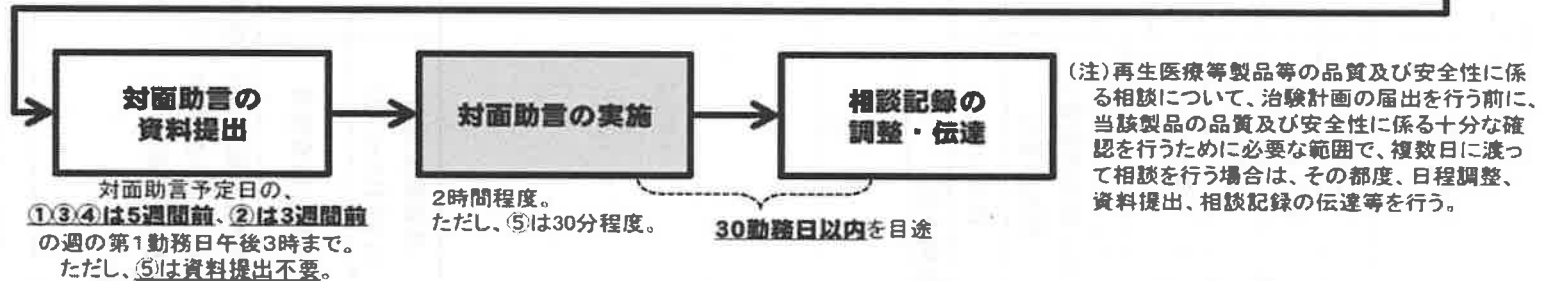 対面助言の
資料提出
対面助言予定日の、
①③④は5週間前、②は3週間前
の週の第1勤務日午後3時まで。
ただし、⑤は資料提出不要。
対面助言の実施
2時間程度。
ただし、⑤は30分程度。
相談記録の
調整・伝達
30勤務日以内を目途
(注)再生医療等製品等の品質及び安全性に係
る相談について、治験計画の届出を行う前に、
当該製品の品質及び安全性に係る十分な確
認を行うために必要な範囲で、複数日に渡っ
て相談を行う場合は、その都度、日程調整、
資料提出、相談記録の伝達等を行う。